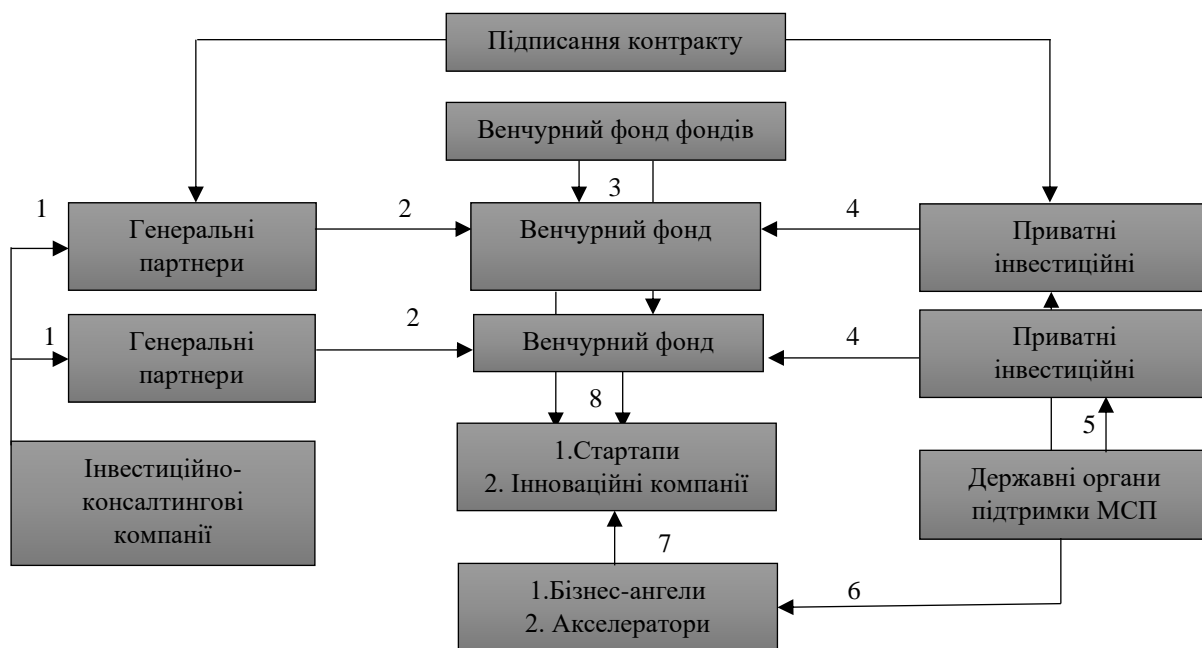 Підписання контракту
Венчурний фонд фондів
3
1
Генеральні
партнери
2
Венчурний фонд
4
Приватні
інвестиційні
1
Генеральні
партнери
2
Венчурний фонд
4
Приватні
інвестиційні
8
5
Інвестиційно-
консалтингові
компанії
1.Стартапи
2. Інноваційні компанії
Державні органи
підтримки МСП
7
1.Бізнес-ангели
2. Акселератори
6